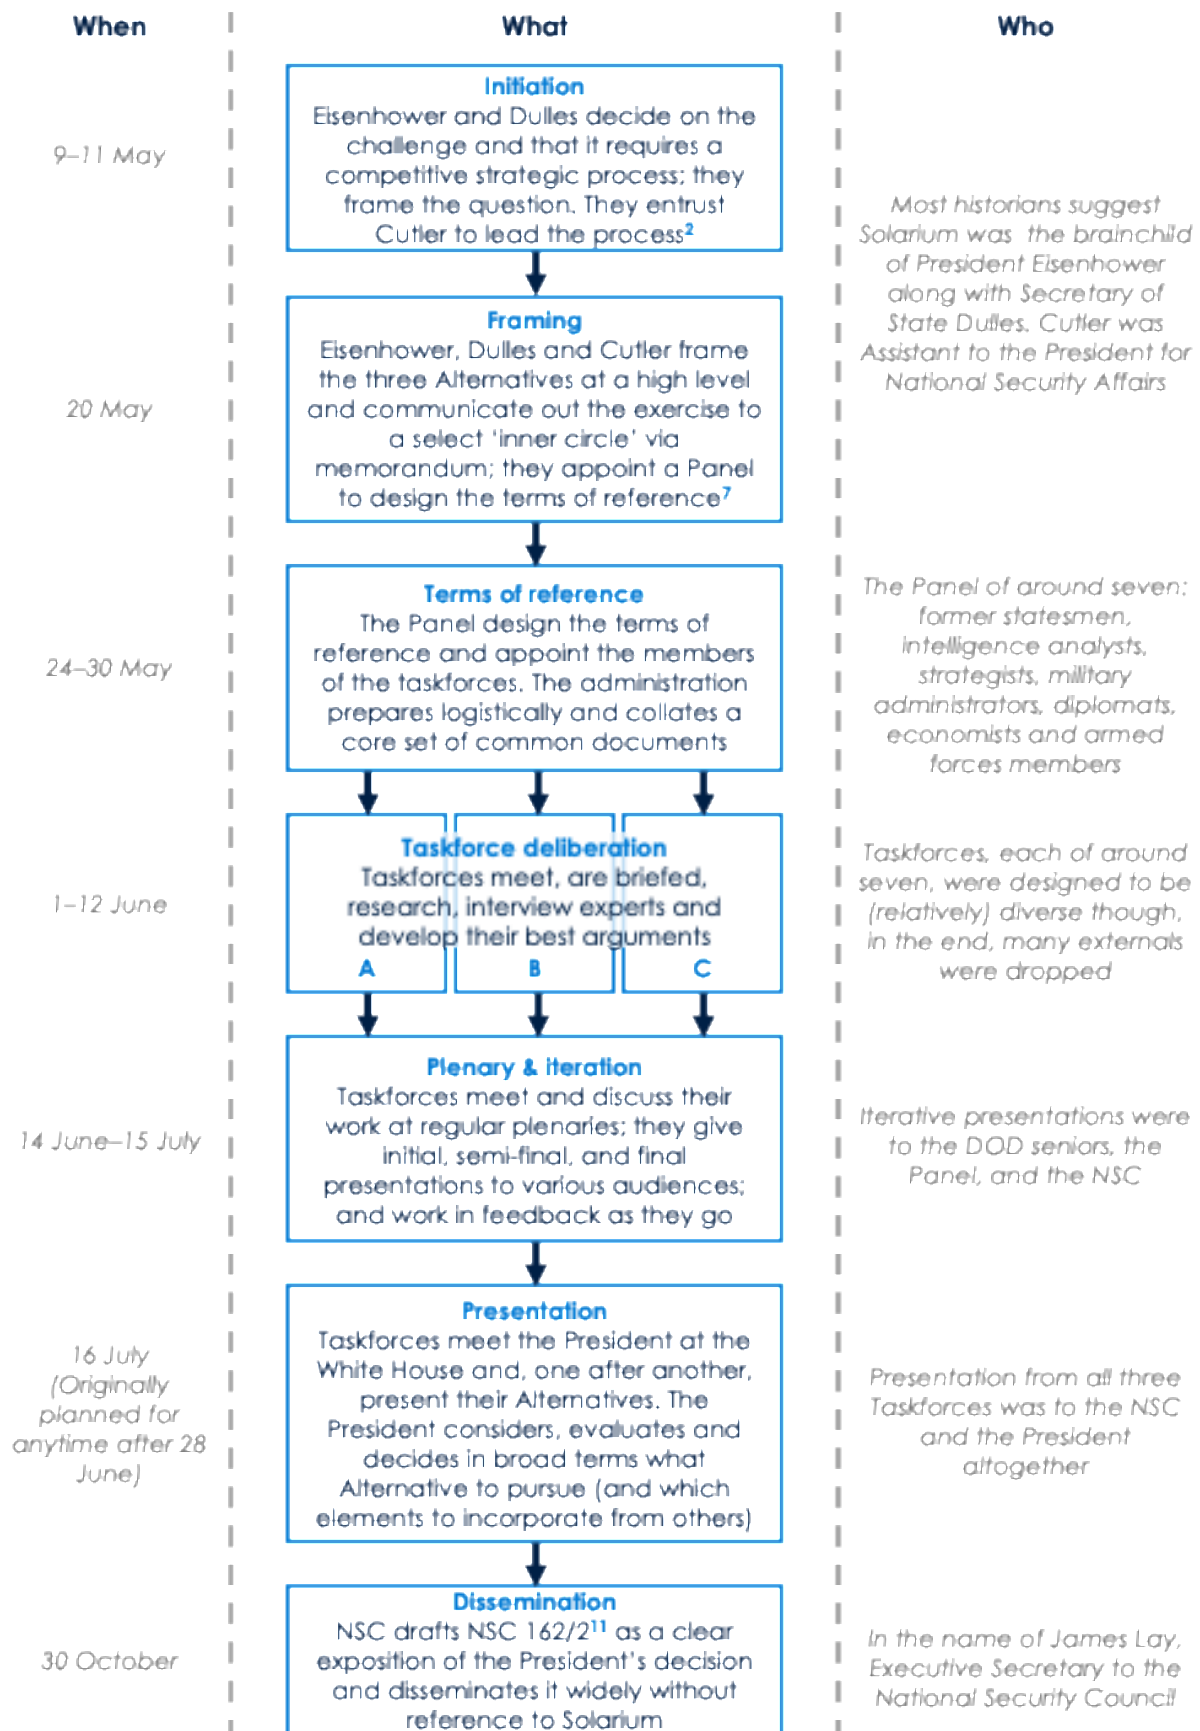 When
What
Who
9–11 May
Initiation
Eisenhower and Dulles decide on the
challenge and that it requires a
competitive strategic process; they
frame the question. They entrust
Cutler to lead the process²
Most historians suggest
Solarium was the brainchild
of President Eisenhower
along with Secretary of
State Dulles. Cutler was
Assistant to the President for
National Security Affairs
20 May
Framing
Eisenhower, Dulles and Cutler frame
the three Alternatives at a high level
and communicate out the exercise to
a select ‘inner circle’ via
memorandum; they appoint a Panel
to design the terms of reference⁷
24–30 May
Terms of reference
The Panel design the terms of
reference and appoint the members
of the taskforces. The administration
prepares logistically and collates a
core set of common documents
The Panel of around seven:
former statesmen,
intelligence analysts,
strategists, military
administrators, diplomats,
economists and armed
forces members
1–12 June
Taskforce deliberation
Taskforces meet, are briefed,
research, interview experts and
develop their best arguments
A
B
C
Taskforces, each of around
seven, were designed to be
(relatively) diverse though,
in the end, many externals
were dropped
14 June–15 July
Plenary & iteration
Taskforces meet and discuss their
work at regular plenaries; they give
initial, semi-final, and final
presentations to various audiences;
and work in feedback as they go
Iterative presentations were
to the DOD seniors, the
Panel, and the NSC
16 July
(Originally
planned for
anytime after 28
June)
Presentation
Taskforces meet the President at the
White House and, one after another,
present their Alternatives. The
President considers, evaluates and
decides in broad terms what
Alternative to pursue (and which
elements to incorporate from others)
Presentation from all three
Taskforces was to the NSC
and the President
altogether
30 October
Dissemination
NSC drafts NSC 162/2¹¹ as a clear
exposition of the President’s decision
and disseminates it widely without
reference to Solarium
In the name of James Lay,
Executive Secretary to the
National Security Council